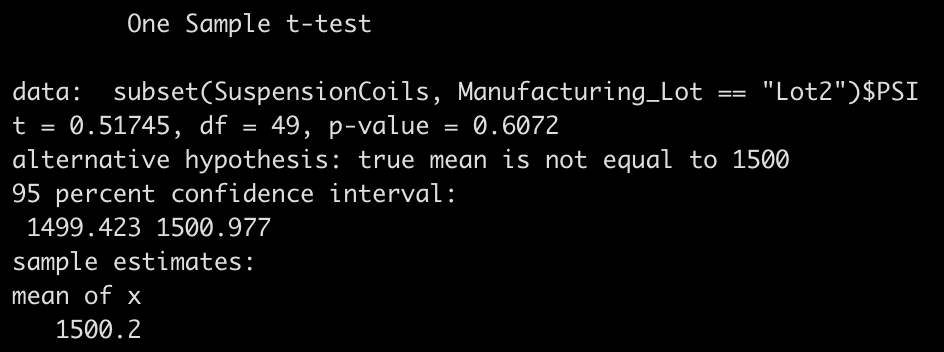 One Sample t-test
data:  subset(SuspensionCoils, Manufacturing_Lot == "Lot2")$PSI
t = 0.51745, df = 49, p-value = 0.6072
alternative hypothesis: true mean is not equal to 1500
95 percent confidence interval:
 1499.423 1500.977
sample estimates:
mean of x
   1500.2